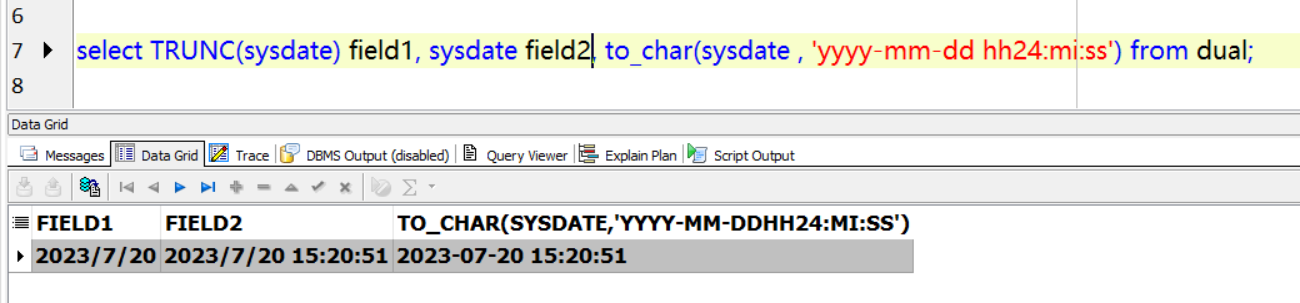 6
7 select TRUNC(sysdate) field1, sysdate field2, to_char(sysdate , 'yyyy-mm-dd hh24:mi:ss') from dual;
8
Data Grid
Messages Data Grid Trace DBMS Output (disabled) Query Viewer Explain Plan Script Output
FIELD1 FIELD2 TO_CHAR(SYSDATE,'YYYY-MM-DDHH24:MI:SS')
2023/7/20 2023/7/20 15:20:51 2023-07-20 15:20:51